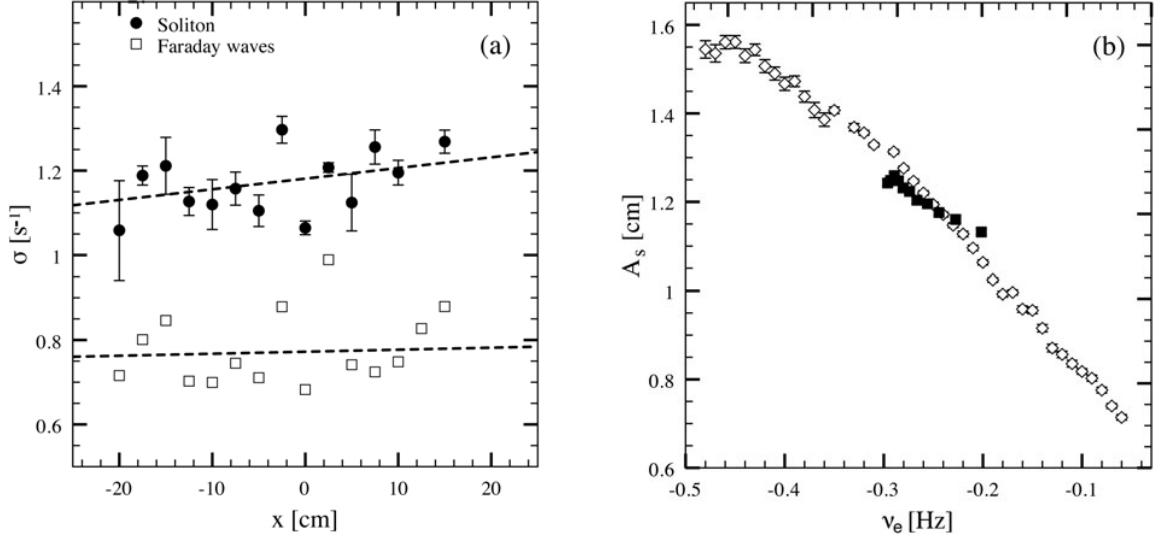 1.6
Soliton
Faraday waves
(a)
1.4
1.2
1
0.8
0.6
σ [s⁻¹]
-20
-10
0
10
20
x [cm]
(b)
1.6
1.4
1.2
1
0.8
0.6
A_s [cm]
-0.5
-0.4
-0.3
-0.2
-0.1
ν_e [Hz]